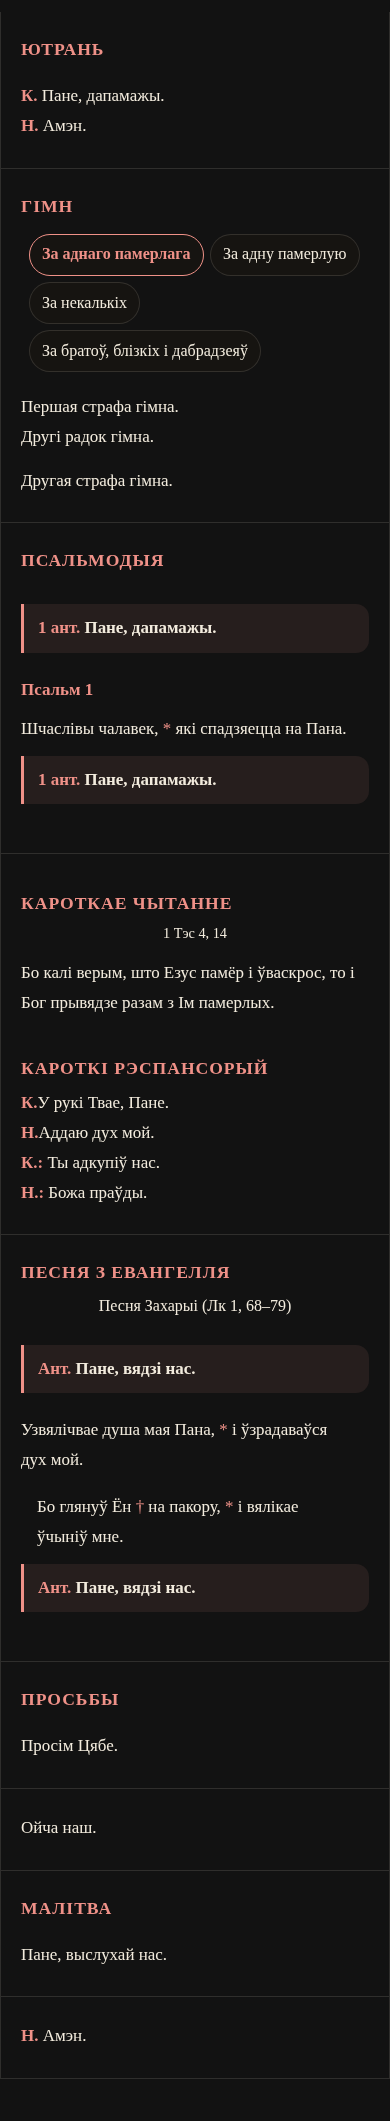 ЮТРАНЬ
К. Пане, дапамажы.
Н. Амэн.
ГІМН
За аднаго памерлага
За адну памерлую
За некалькіх
За братоў, блізкіх і дабрадзеяў
Першая страфа гімна.
Другі радок гімна.
Другая страфа гімна.
ПСАЛЬМОДЫЯ
1 ант. Пане, дапамажы.
Псальм 1
Шчаслівы чалавек, * які спадзяецца на Пана.
1 ант. Пане, дапамажы.
КАРОТКАЕ ЧЫТАННЕ
1 Тэс 4, 14
Бо калі верым, што Езус памёр і ўваскрос, то і
Бог прывядзе разам з Ім памерлых.
КАРОТКІ РЭСПАНСОРЫЙ
К.У рукі Твае, Пане.
Н.Аддаю дух мой.
К.: Ты адкупіў нас.
Н.: Божа праўды.
ПЕСНЯ З ЕВАНГЕЛЛЯ
Песня Захарыі (Лк 1, 68–79)
Ант. Пане, вядзі нас.
Узвялічвае душа мая Пана, * і ўзрадаваўся
дух мой.
Бо глянуў Ён † на пакору, * і вялікае
ўчыніў мне.
Ант. Пане, вядзі нас.
ПРОСЬБЫ
Просім Цябе.
Ойча наш.
МАЛІТВА
Пане, выслухай нас.
Н. Амэн.